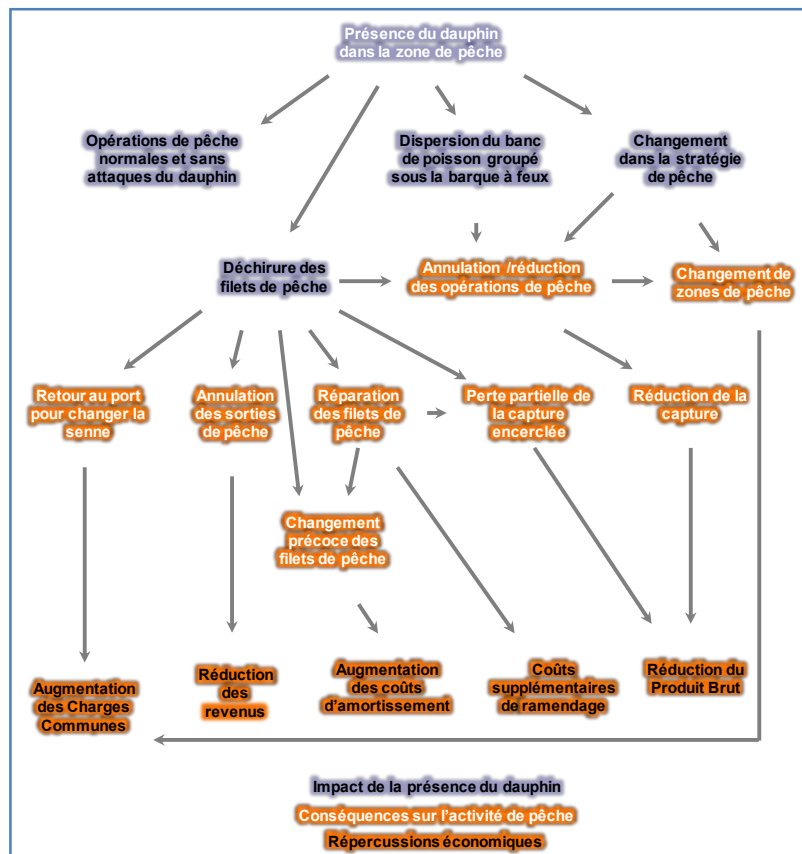 Présence du dauphin
dans la zone de pêche
Opérations de pêche
normales et sans
attaques du dauphin
Dispersion du banc
de poisson groupé
sous la barque à feux
Changement
dans la stratégie
de pêche
Déchirure des
filets de pêche
Annulation /réduction
des opérations de pêche
Changement de
zones de pêche
Retour au port
pour changer la
senne
Annulation
des sorties
de pêche
Réparation
des filets de
pêche
Perte partielle de
la capture
encerclée
Réduction de la
capture
Changement
précoce des
filets de pêche
Augmentation
des Charges
Communes
Réduction
des
revenus
Augmentation
des coûts
d'amortissement
Coûts
supplémentaires
de ramendage
Réduction du
Produit Brut
Impact de la présence du dauphin
Conséquences sur l'activité de pêche
Répercussions économiques